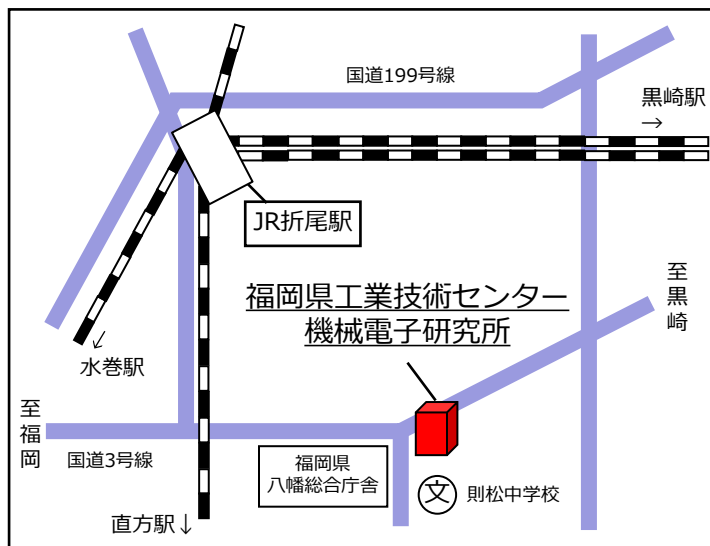 国道199号線
黒崎駅
→
JR折尾駅
福岡県工業技術センター
機械電子研究所
至黒崎
↓
水巻駅
至福岡
国道3号線
福岡県
八幡総合庁舎
文
則松中学校
直方駅↓